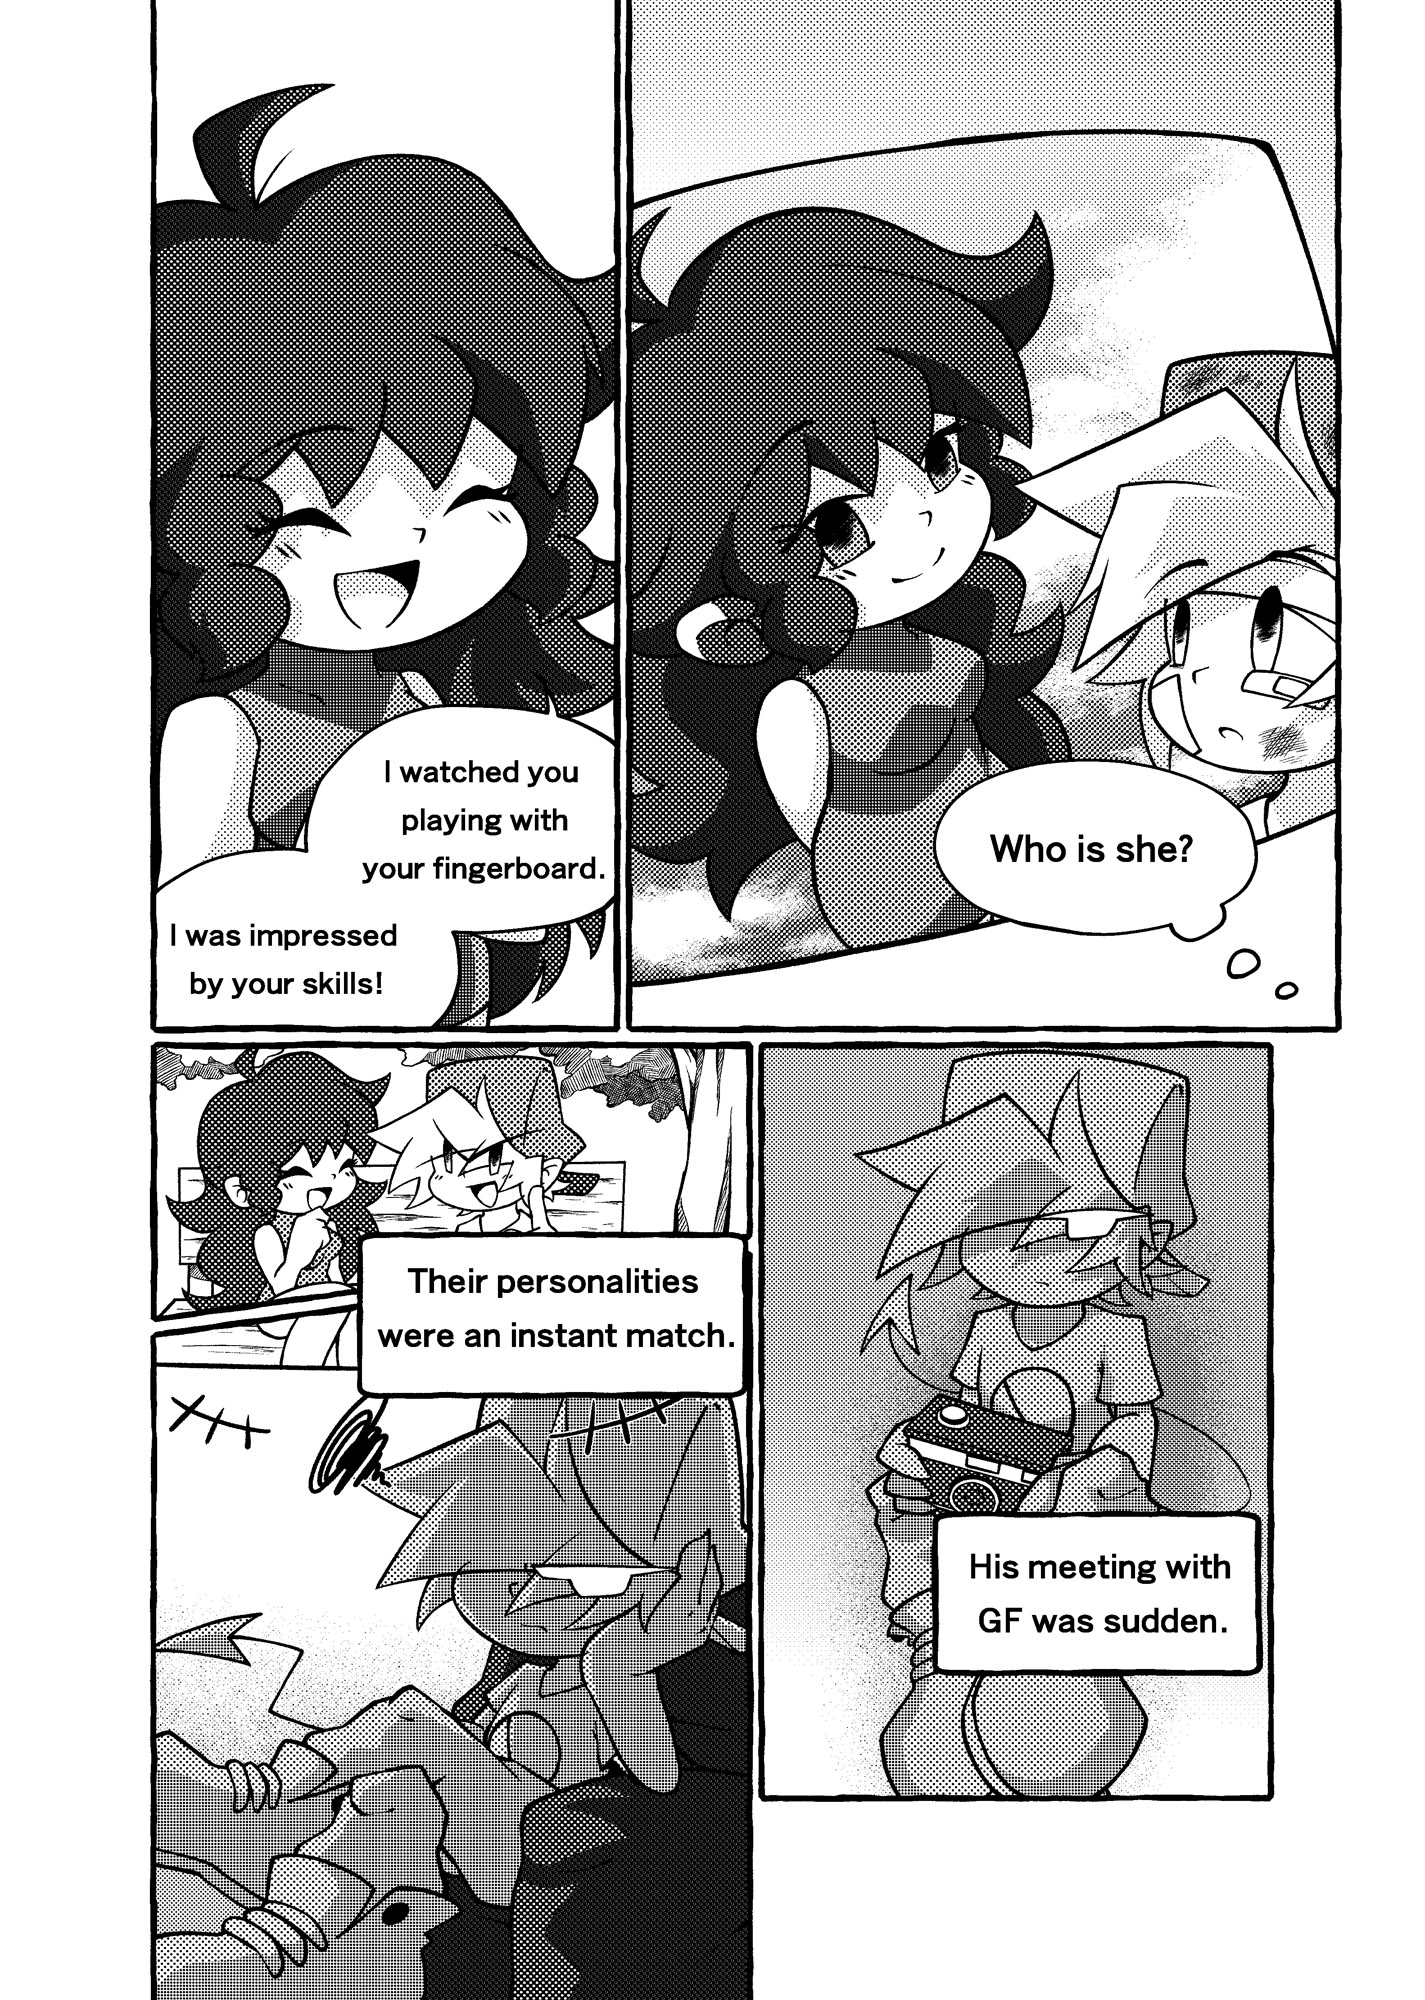 Who is she?
I watched you
playing with
your fingerboard.
I was impressed
by your skills!
His meeting with
GF was sudden.
Their personalities
were an instant match.